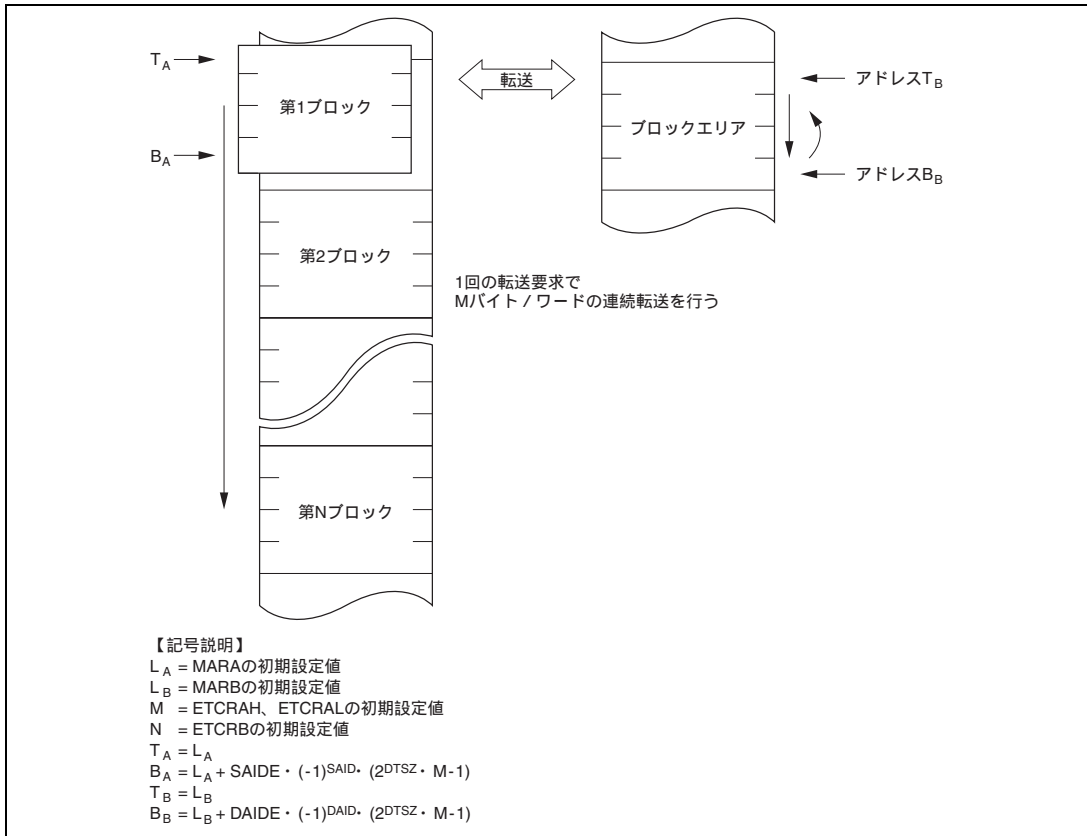 T_A
B_A
第1ブロック
転送
アドレスT_B
ブロックエリア
アドレスB_B
第2ブロック
1回の転送要求で
Mバイト / ワードの連続転送を行う
第Nブロック
【記号説明】
L_A = MARAの初期設定値
L_B = MARBの初期設定値
M = ETCRAH、ETCRALの初期設定値
N = ETCRBの初期設定値
T_A = L_A
B_A = L_A + SAIDE・(-1)^SAID・(2^DTSZ・M-1)
T_B = L_B
B_B = L_B + DAIDE・(-1)^DAID・(2^DTSZ・M-1)